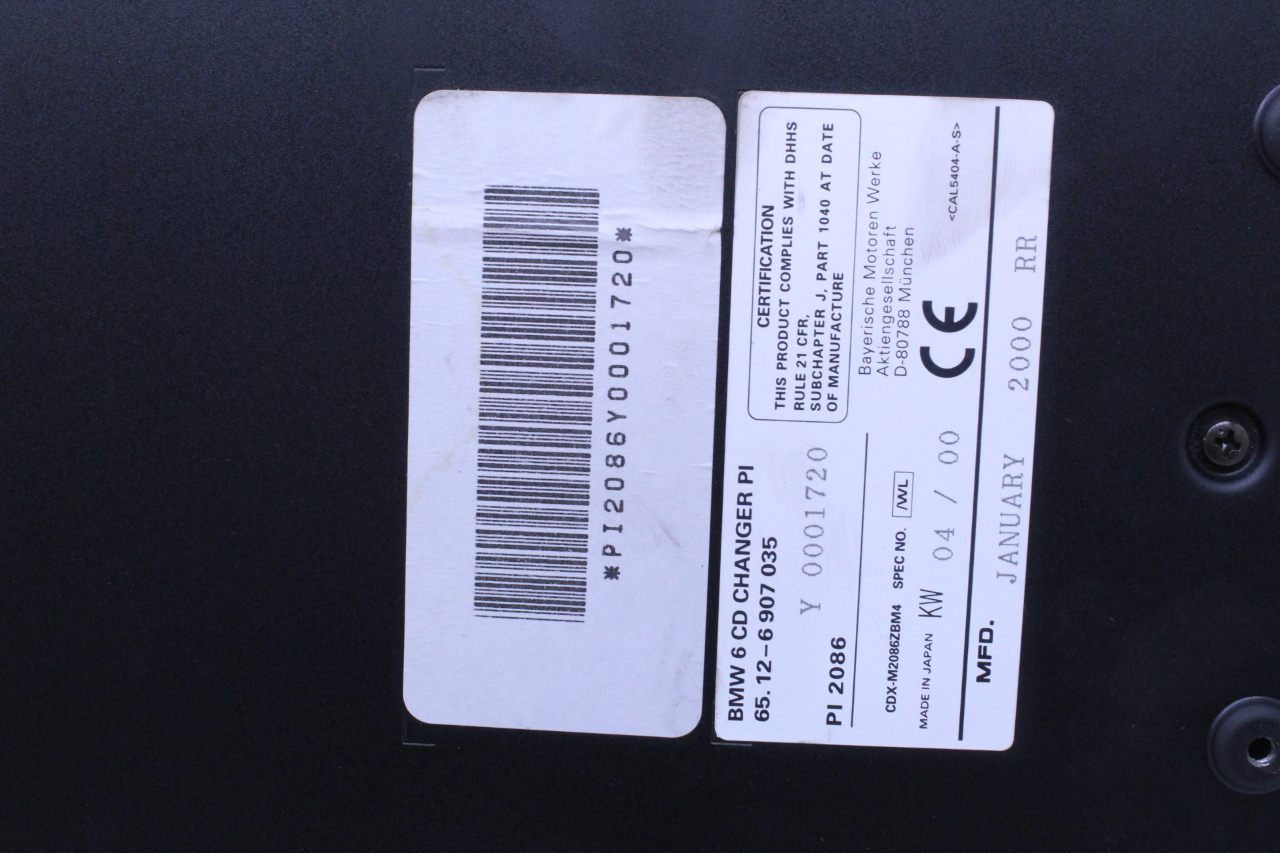 *PI2086Y0001720*
BMW 6 CD CHANGER PI
65.12-6 907 035
PI 2086 Y 0001720
CDX-M2086ZBM4 SPEC NO. /WL
MADE IN JAPAN KW 04 / 00
CERTIFICATION
THIS PRODUCT COMPLIES WITH DHHS
RULE 21 CFR,
SUBCHAPTER J, PART 1040 AT DATE
OF MANUFACTURE
Bayerische Motoren Werke
Aktiengesellschaft
D-80788 München
CE
<CAL5404-A-S>
MFD. JANUARY 2000 RR